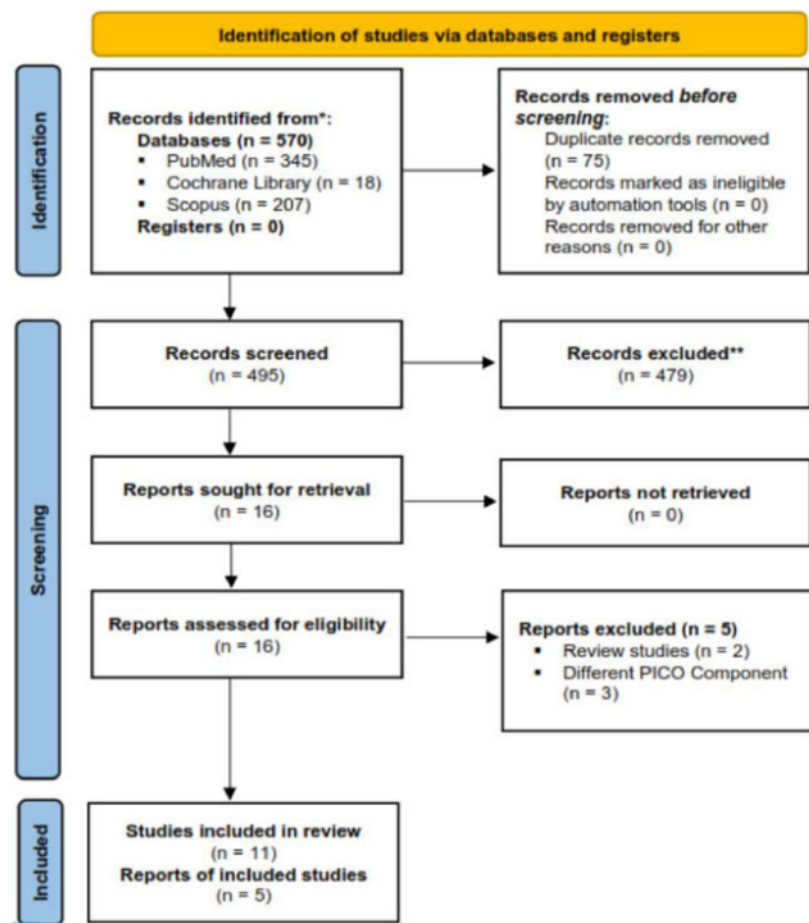 Identification of studies via databases and registers
Identification
Records identified from*:
Databases (n = 570)
▪ PubMed (n = 345)
▪ Cochrane Library (n = 18)
▪ Scopus (n = 207)
Registers (n = 0)
Records removed before
screening:
Duplicate records removed
(n = 75)
Records marked as ineligible
by automation tools (n = 0)
Records removed for other
reasons (n = 0)
Screening
Records screened
(n = 495)
Records excluded**
(n = 479)
Reports sought for retrieval
(n = 16)
Reports not retrieved
(n = 0)
Reports assessed for eligibility
(n = 16)
Reports excluded (n = 5)
▪ Review studies (n = 2)
▪ Different PICO Component
(n = 3)
Included
Studies included in review
(n = 11)
Reports of included studies
(n = 5)